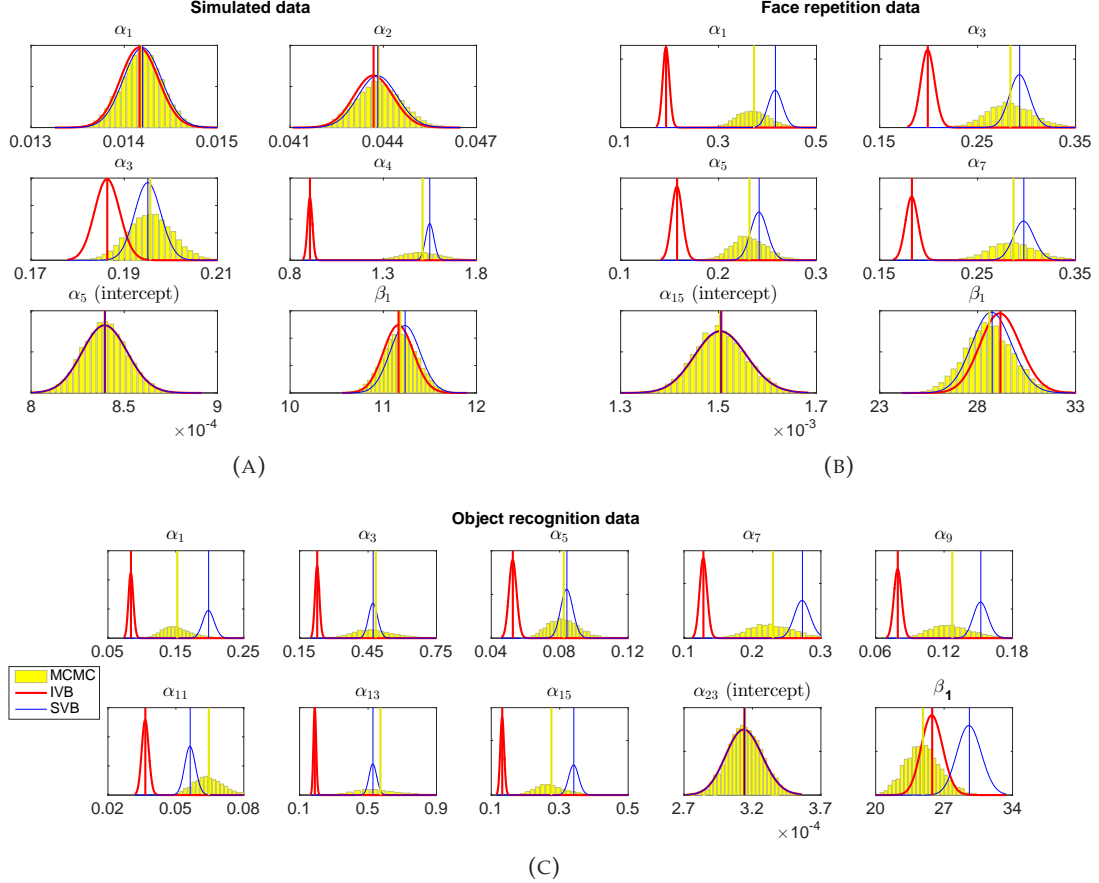 Simulated data
α1
α2
0.013 0.014 0.015
0.041 0.044 0.047
α3
α4
0.17 0.19 0.21
0.8 1.3 1.8
α5 (intercept)
β1
8 8.5 9
×10-4
10 11 12
(A)
Face repetition data
α1
α3
0.1 0.3 0.5
0.15 0.25 0.35
α5
α7
0.1 0.2 0.3
0.15 0.25 0.35
α15 (intercept)
β1
1.3 1.5 1.7
×10-3
23 28 33
(B)
Object recognition data
α1 α3 α5 α7 α9
0.05 0.15 0.25
0.15 0.45 0.75
0.04 0.08 0.12
0.1 0.2 0.3
0.06 0.12 0.18
MCMC
IVB
SVB
α11 α13 α15 α23 (intercept) β1
0.02 0.05 0.08
0.1 0.5 0.9
0.1 0.3 0.5
2.7 3.2 3.7
×10-4
20 27 34
(C)